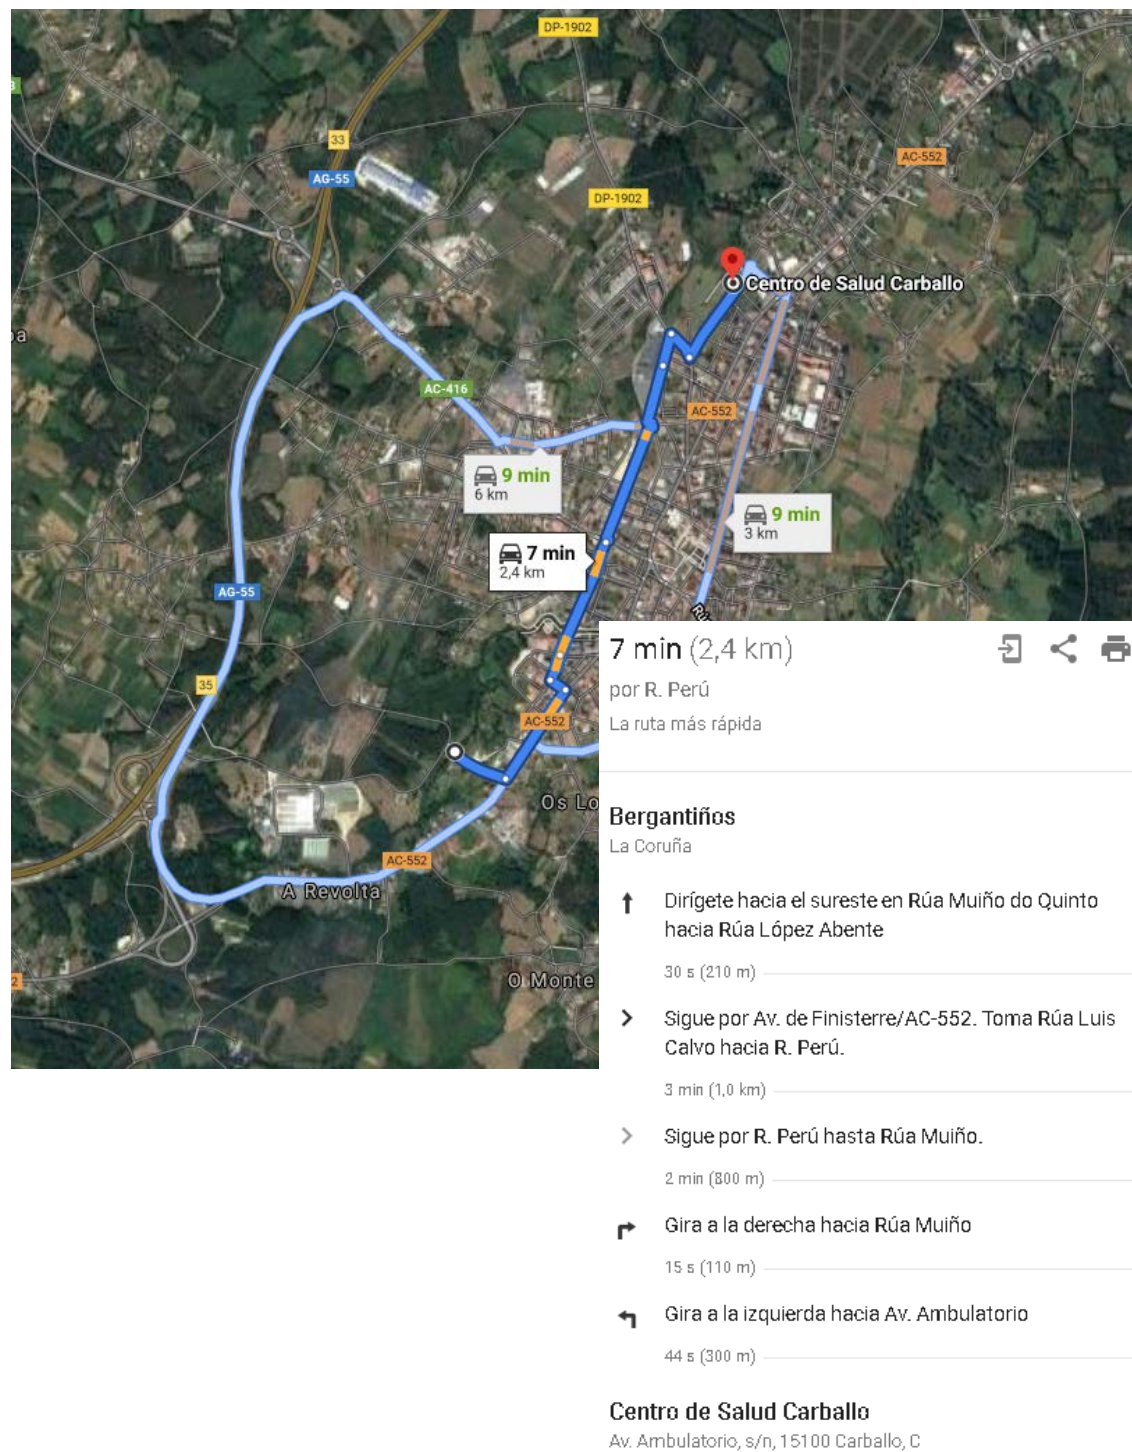 DP-1902
33
AG-55
AC-552
DP-1902
Centro de Salud Carballo
AC-416
AC-552
9 min
6 km
9 min
3 km
7 min
2,4 km
AG-55
35
AC-552
Os Lo
AC-552
A Revolta
O Monte
2
7 min (2,4 km)
por R. Perú
La ruta más rápida
Bergantiños
La Coruña
Dirígete hacia el sureste en Rúa Muiño do Quinto
hacia Rúa López Abente
30 s (210 m)
Sigue por Av. de Finisterre/AC-552. Toma Rúa Luis
Calvo hacia R. Perú.
3 min (1,0 km)
Sigue por R. Perú hasta Rúa Muiño.
2 min (800 m)
Gira a la derecha hacia Rúa Muiño
15 s (110 m)
Gira a la izquierda hacia Av. Ambulatorio
44 s (300 m)
Centro de Salud Carballo
Av. Ambulatorio, s/n, 15100 Carballo, C